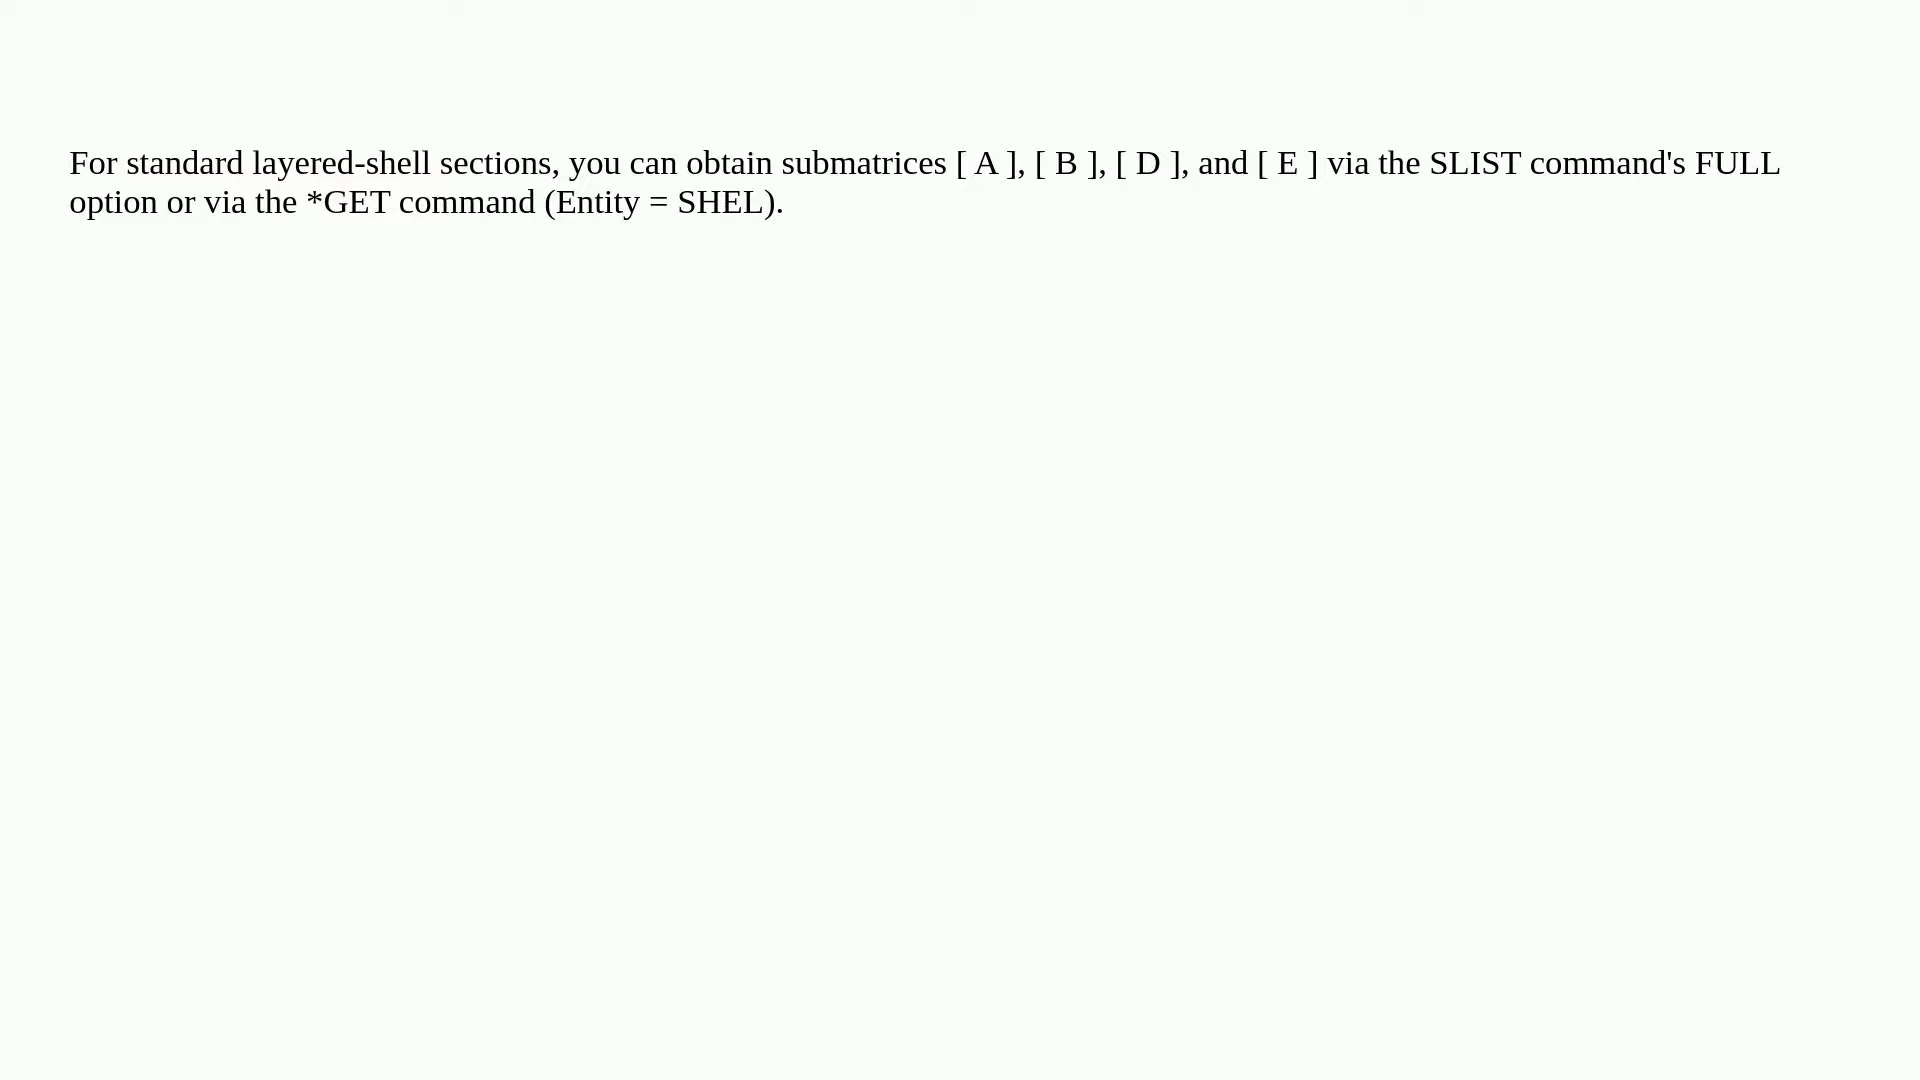 For standard layered-shell sections, you can obtain submatrices [ A ], [ B ], [ D ], and [ E ] via the SLIST command's FULL
option or via the *GET command (Entity = SHEL).